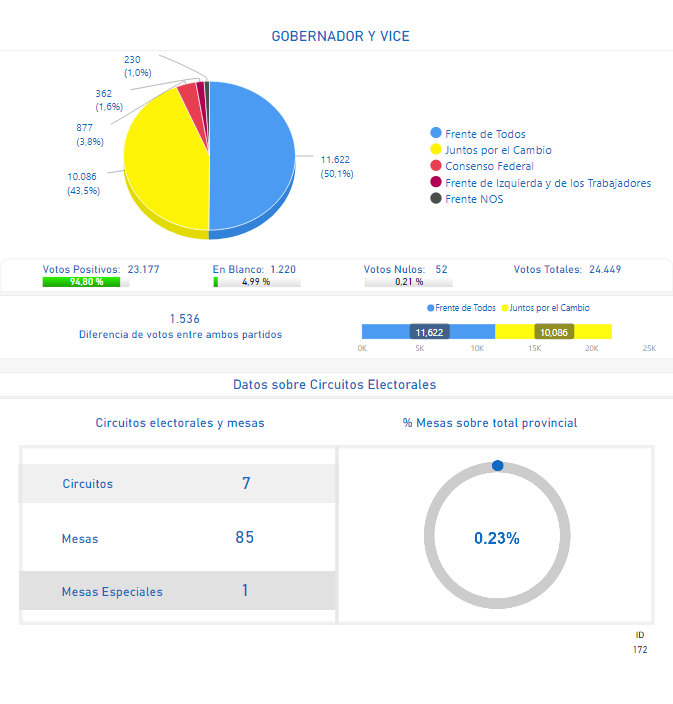 GOBERNADOR Y VICE
230
(1,0%)
362
(1,6%)
877
(3,8%)
10.086
(43,5%)
11.622
(50,1%)
Frente de Todos
Juntos por el Cambio
Consenso Federal
Frente de Izquierda y de los Trabajadores
Frente NOS
Votos Positivos: 23.177
94,80 %
En Blanco: 1.220
4,99 %
Votos Nulos: 52
0,21 %
Votos Totales: 24.449
1.536
Diferencia de votos entre ambos partidos
Frente de Todos Juntos por el Cambio
11,622 10,086
0K 5K 10K 15K 20K 25K
Datos sobre Circuitos Electorales
Circuitos electorales y mesas
Circuitos 7
Mesas 85
Mesas Especiales 1
% Mesas sobre total provincial
0.23%
ID
172